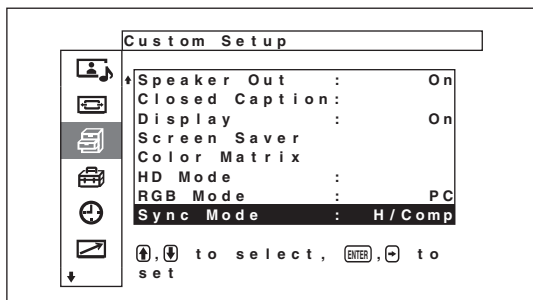 Custom Setup
Speaker Out : On
Closed Caption:
Display : On
Screen Saver
Color Matrix
HD Mode :
RGB Mode : PC
Sync Mode : H/Comp
↑,↓ to select, ENTER,→ to
set